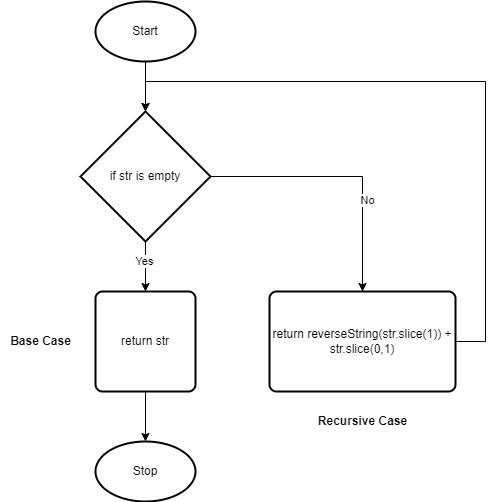 Start
if str is empty
No
Yes
Base Case
return str
return reverseString(str.slice(1)) +
str.slice(0,1)
Recursive Case
Stop